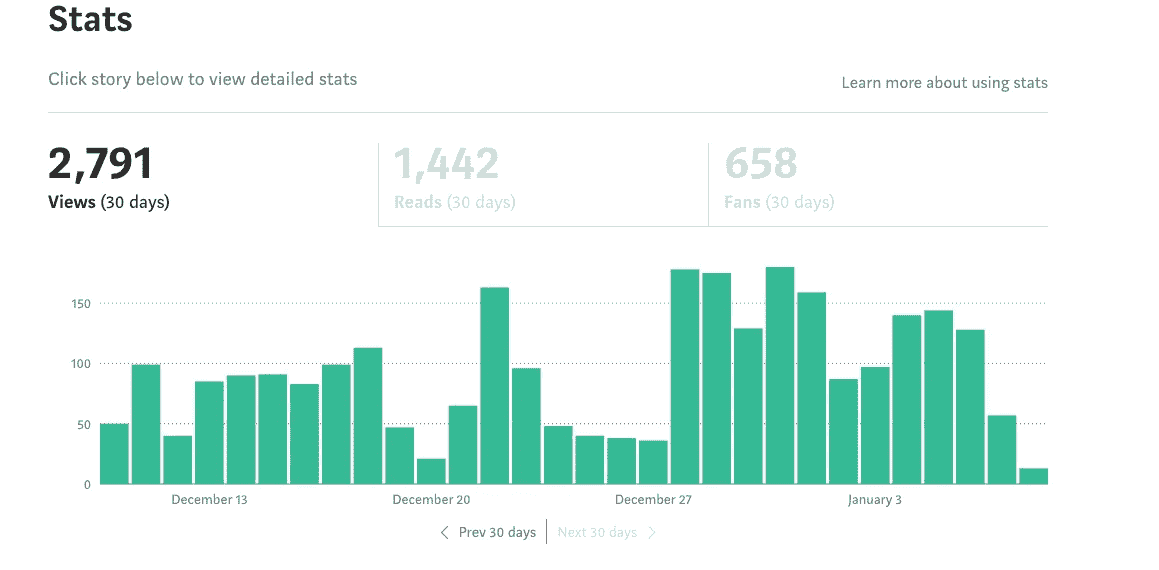 Stats
Click story below to view detailed stats
Learn more about using stats
2,791
Views (30 days)
1,442
Reads (30 days)
658
Fans (30 days)
150
100
50
0
December 13 December 20 December 27 January 3
Prev 30 days Next 30 days